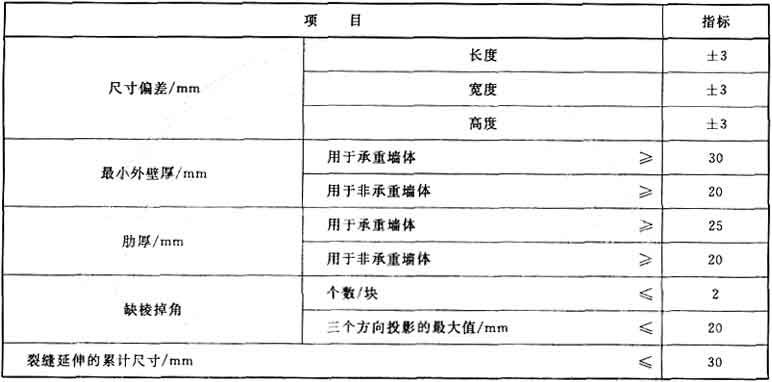 项 目 指标
尺寸偏差/mm 长度 ±3
宽度 ±3
高度 ±3
最小外壁厚/mm 用于承重墙体 ≥ 30
用于非承重墙体 ≥ 20
肋厚/mm 用于承重墙体 ≥ 25
用于非承重墙体 ≥ 20
缺棱掉角 个数/块 ≤ 2
三个方向投影的最大值/mm ≤ 20
裂缝延伸的累计尺寸/mm ≤ 30